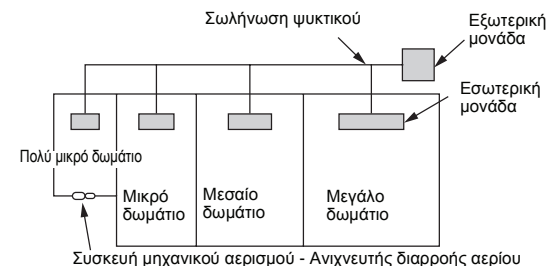 Σωλήνωση ψυκτικού
Εξωτερική
μονάδα
Εσωτερική
μονάδα
Πολύ μικρό δωμάτιο
Μικρό
δωμάτιο
Μεσαίο
δωμάτιο
Μεγάλο
δωμάτιο
Συσκευή μηχανικού αερισμού - Ανιχνευτής διαρροής αερίου